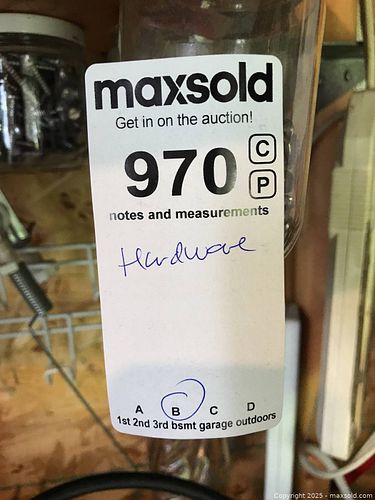 maxsold
Get in on the auction!
970
C
P
notes and measurements
Hardware
A B C D
1st 2nd 3rd bsmt garage outdoors
Copyright 2025 - maxsold.com